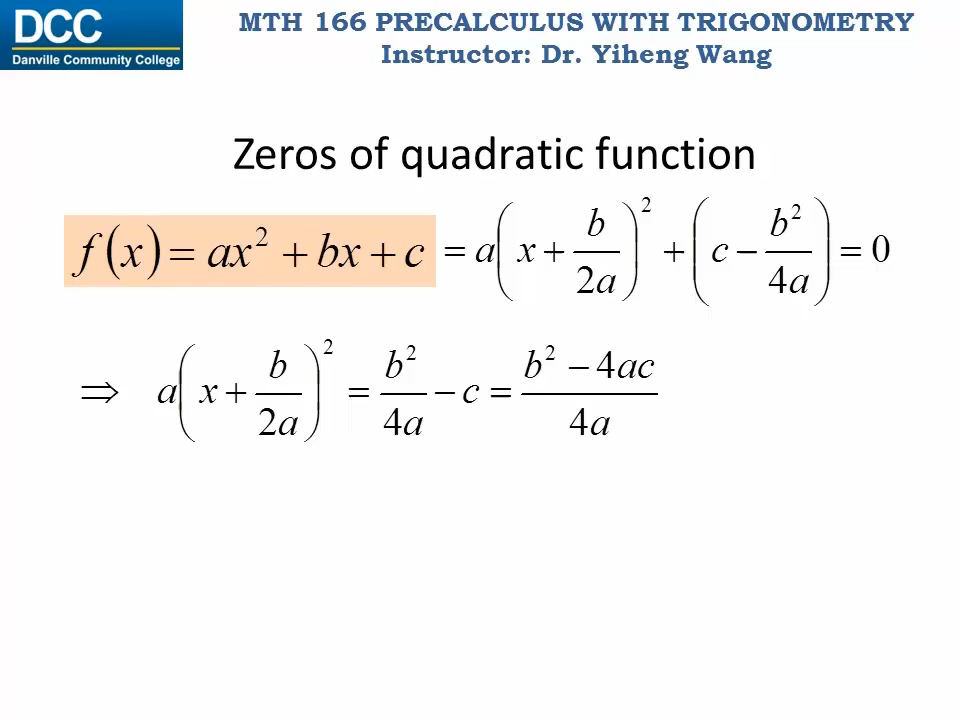 DCC
Danville Community College
MTH 166 PRECALCULUS WITH TRIGONOMETRY
Instructor: Dr. Yiheng Wang
Zeros of quadratic function
f(x) = ax² + bx + c = a(x + b/2a)² + (c − b²/4a) = 0
⇒ a(x + b/2a)² = b²/4a − c = (b² − 4ac)/4a